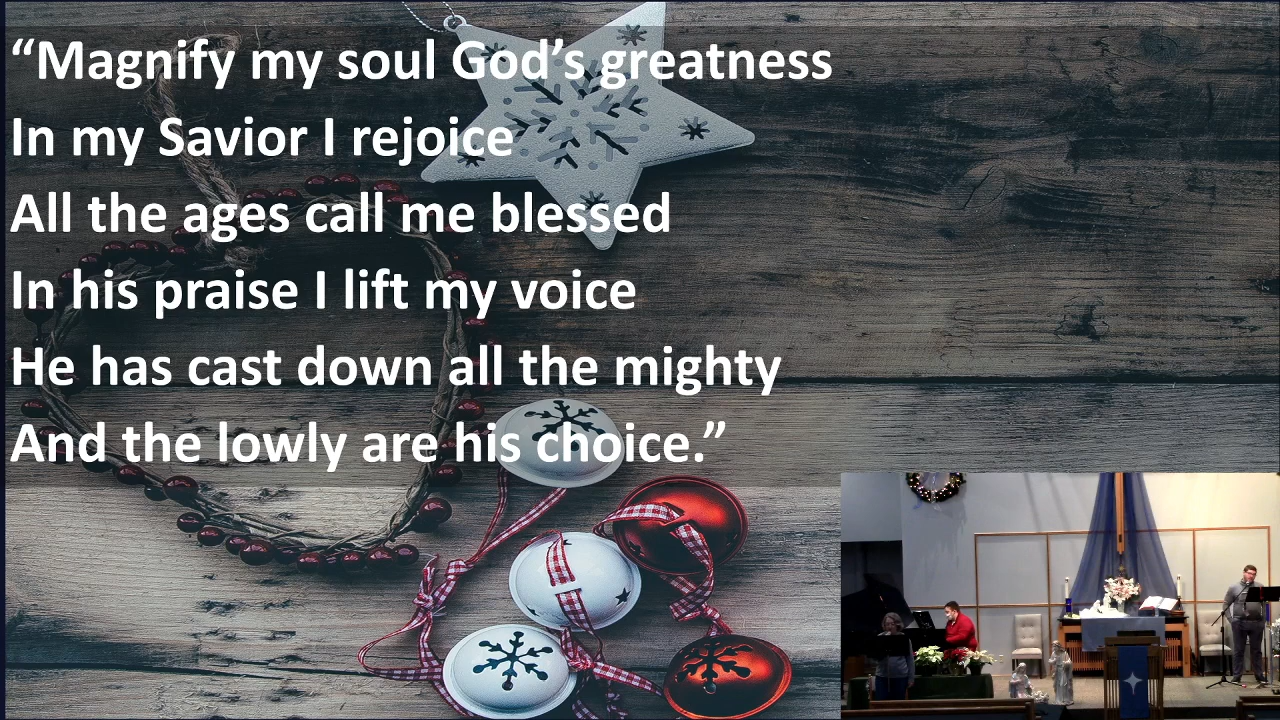 “Magnify my soul God’s greatness
In my Savior I rejoice
All the ages call me blessed
In his praise I lift my voice
He has cast down all the mighty
And the lowly are his choice.”